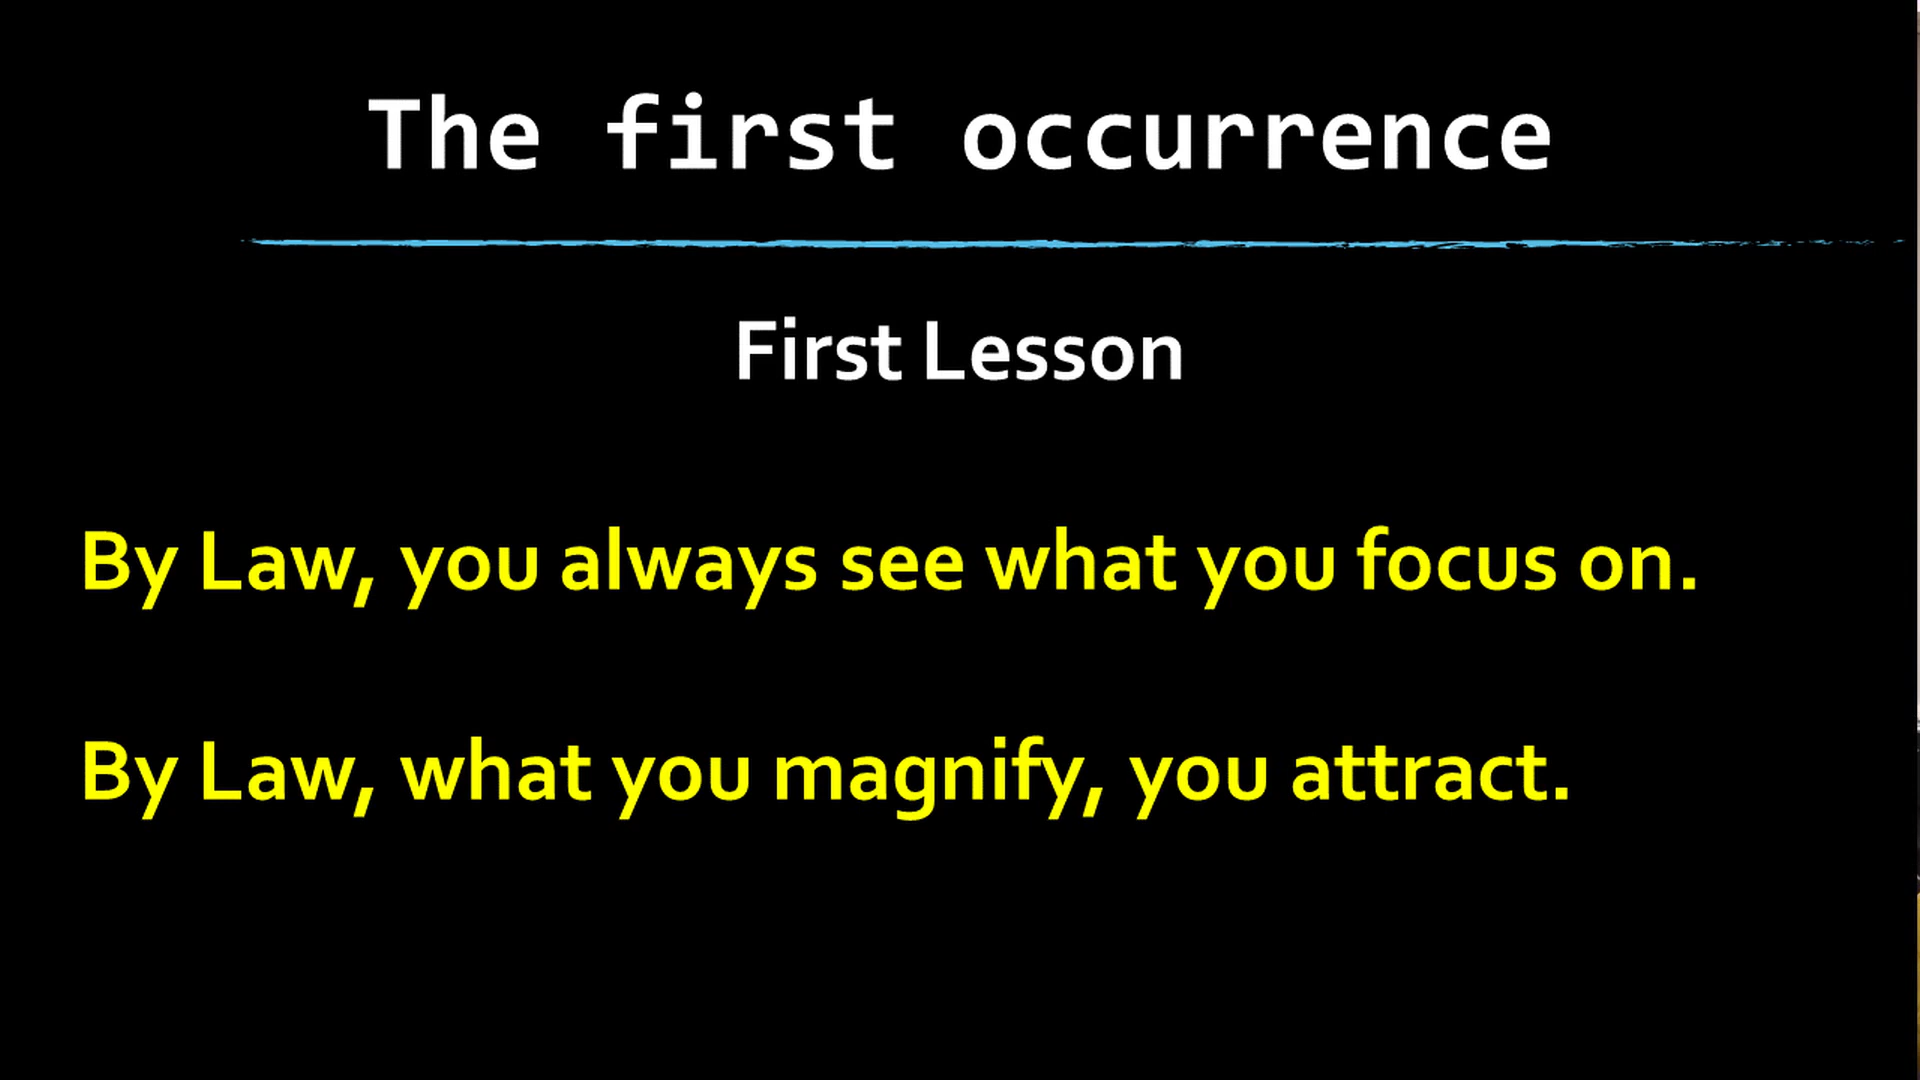 The first occurrence
First Lesson
By Law, you always see what you focus on.
By Law, what you magnify, you attract.